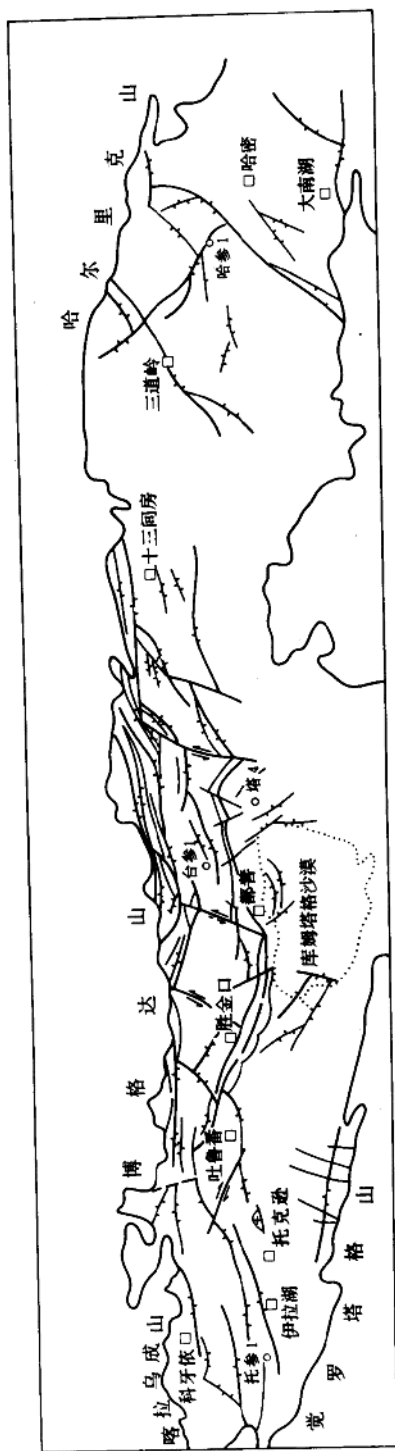 喀拉乌成山
博格达山
哈尔里克山
觉罗塔格山
科牙依
托参1
伊拉湖
托克逊
吐鲁番
胜金口
鄯善
库姆塔格沙漠
台参1
塔4
十三间房
三道岭
哈参1
哈密
大南湖